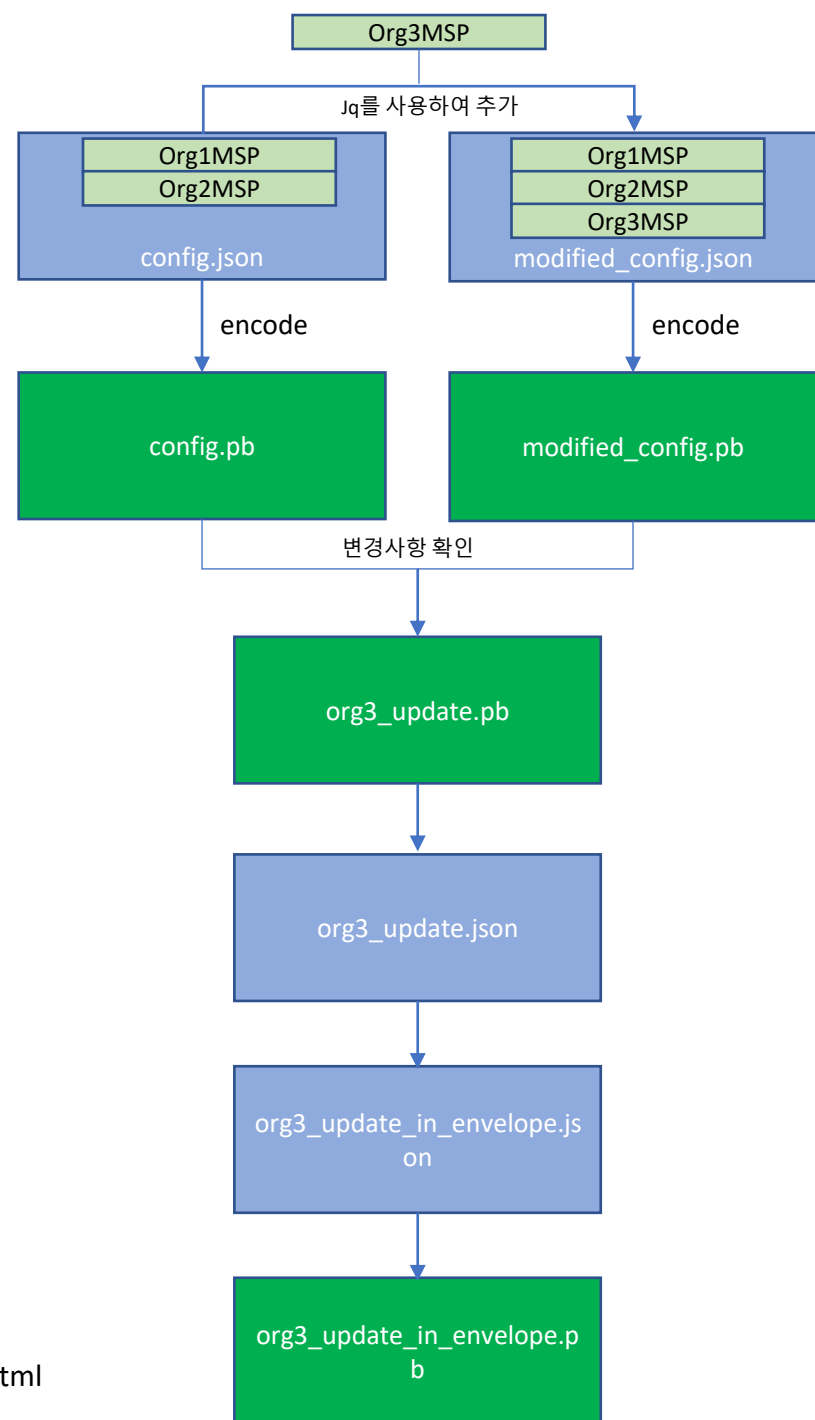 Org3MSP
Jq를 사용하여 추가
Org1MSP
Org2MSP
config.json
Org1MSP
Org2MSP
Org3MSP
modified_config.json
encode
encode
config.pb
modified_config.pb
변경사항 확인
org3_update.pb
org3_update.json
org3_update_in_envelope.js
on
org3_update_in_envelope.p
b
tml